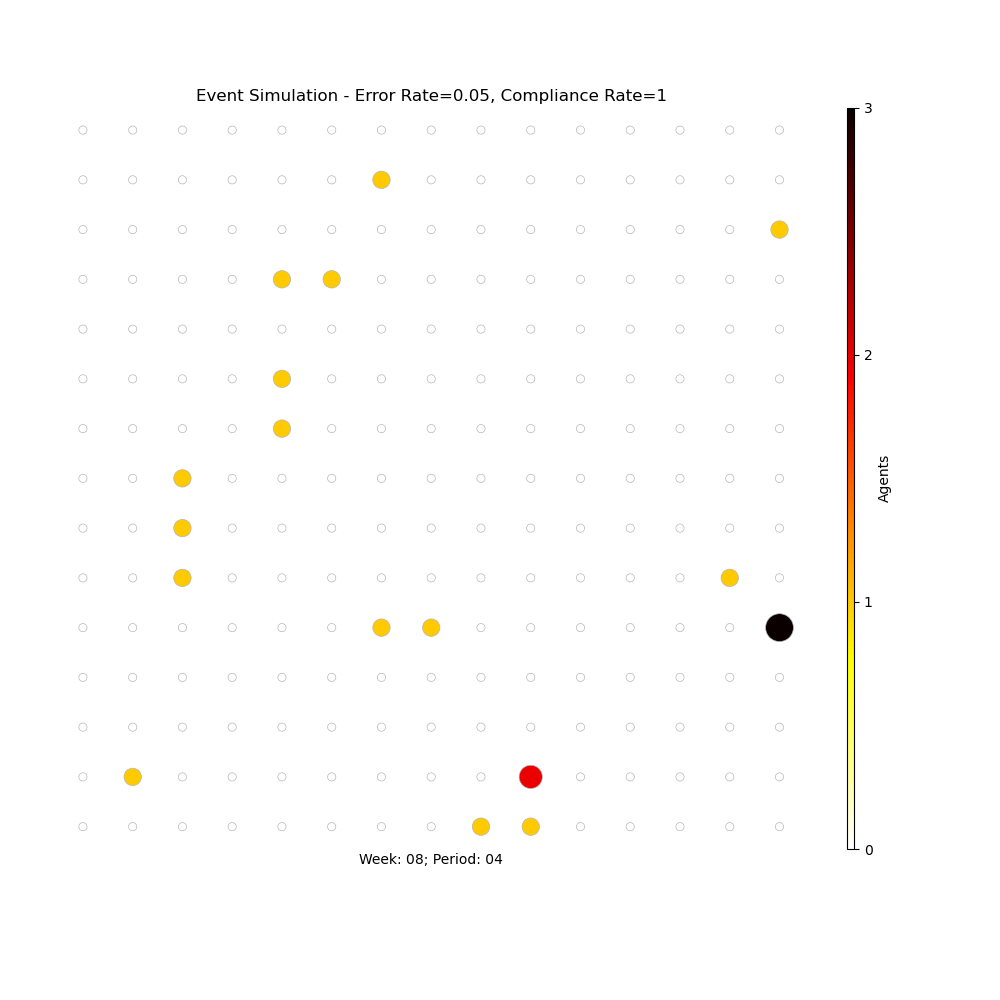 Event Simulation - Error Rate=0.05, Compliance Rate=1
3
2
Agents
1
0
Week: 08; Period: 04